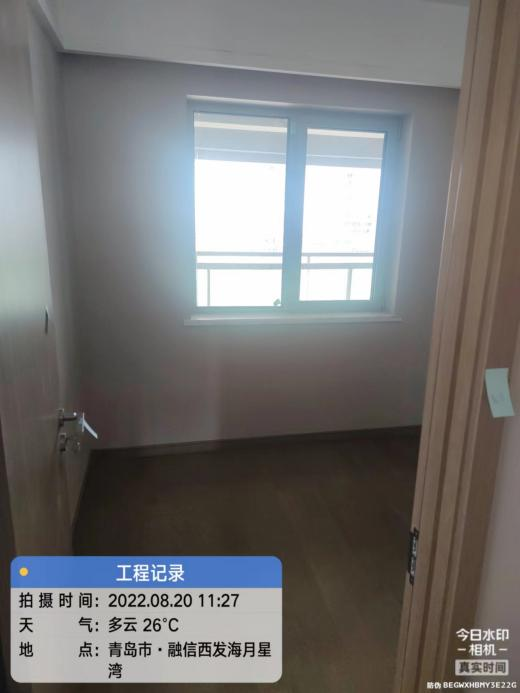 工程记录
拍摄时间：2022.08.20 11:27
天 气：多云 26°C
地 点：青岛市·融信西发海月星
湾
今日水印
-相机-
真实时间
防伪 BEGWXHBMY3E22G